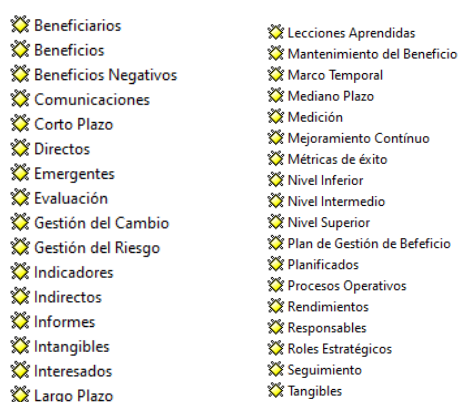 Beneficiarios
Beneficios
Beneficios Negativos
Comunicaciones
Corto Plazo
Directos
Emergentes
Evaluación
Gestión del Cambio
Gestión del Riesgo
Indicadores
Indirectos
Informes
Intangibles
Interesados
Largo Plazo
Lecciones Aprendidas
Mantenimiento del Beneficio
Marco Temporal
Mediano Plazo
Medición
Mejoramiento Contínuo
Métricas de éxito
Nivel Inferior
Nivel Intermedio
Nivel Superior
Plan de Gestión de Befeficio
Planificados
Procesos Operativos
Rendimientos
Responsables
Roles Estratégicos
Seguimiento
Tangibles